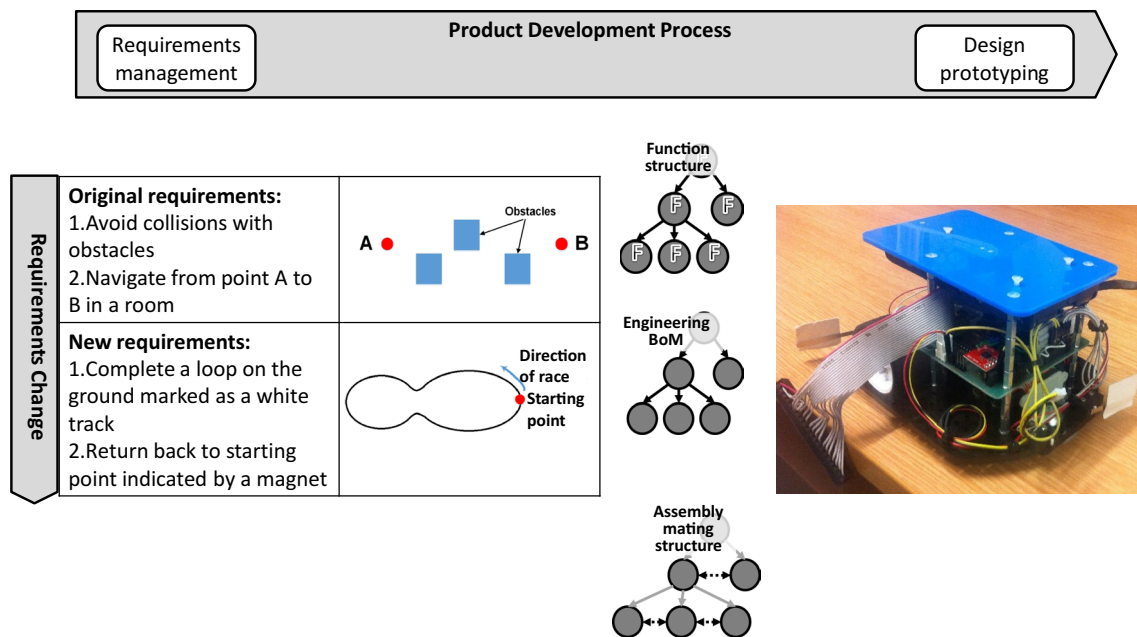 Product Development Process
Requirements
management
Design
prototyping
Requirements Change
Original requirements:
1.Avoid collisions with
obstacles
2.Navigate from point A to
B in a room
Obstacles
A
B
New requirements:
1.Complete a loop on the
ground marked as a white
track
2.Return back to starting
point indicated by a magnet
Direction
of race
Starting
point
Function
structure
F
F F
F F F
Engineering
BoM
Assembly
mating
structure